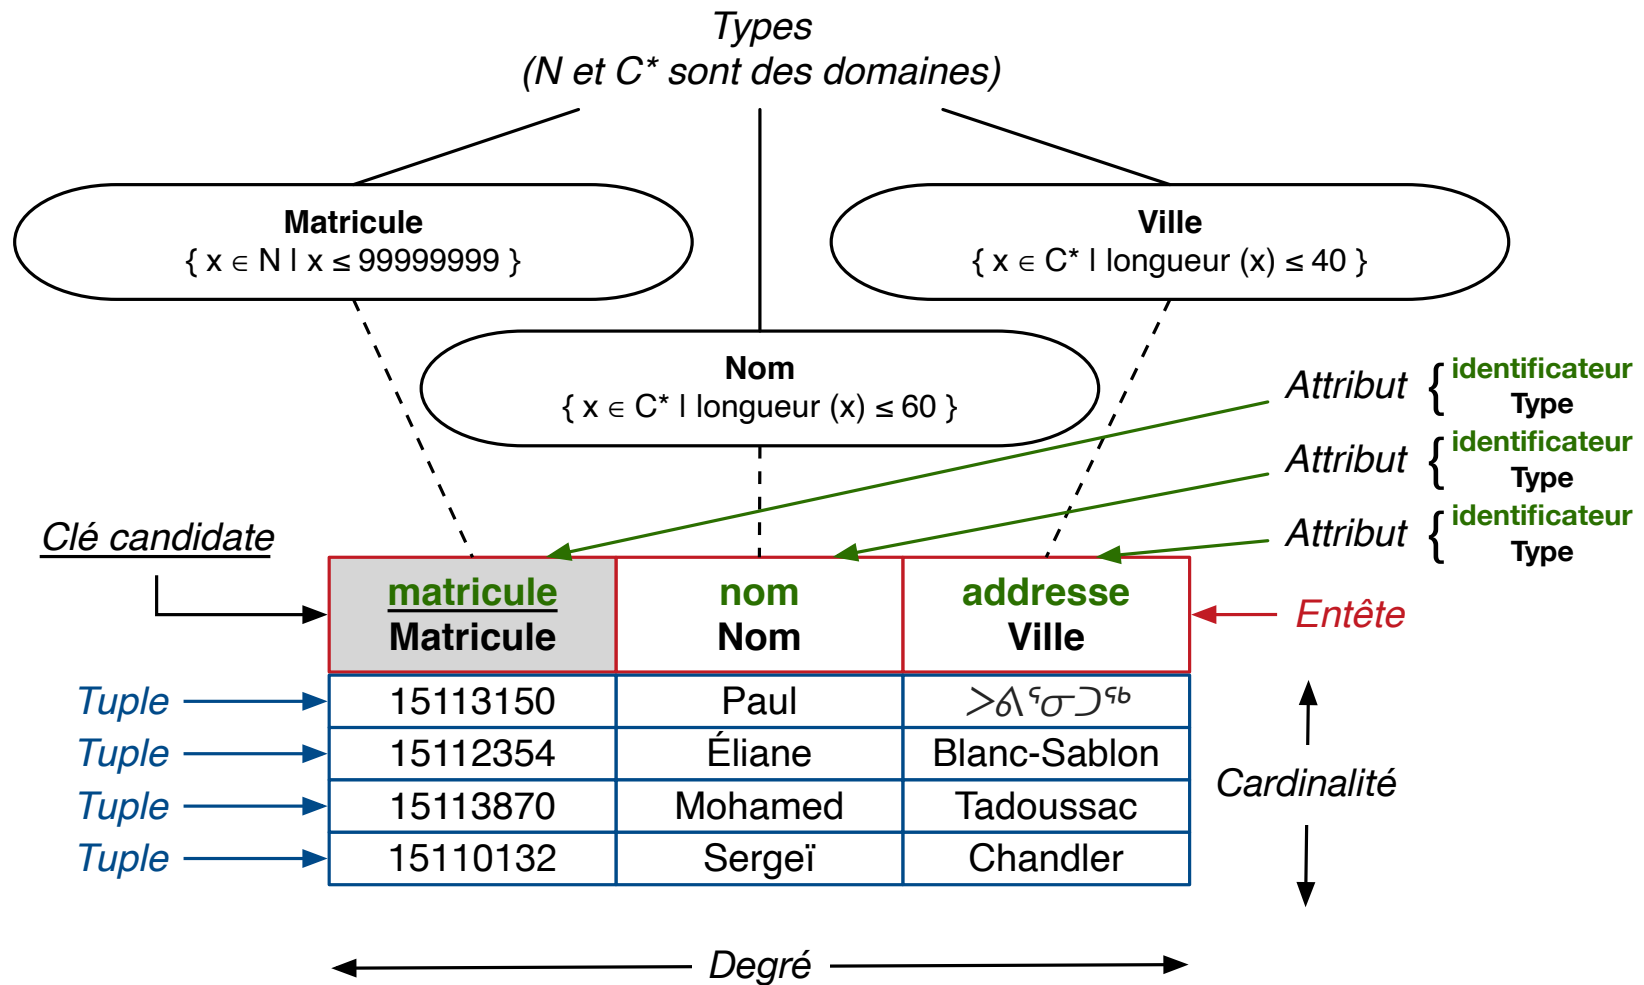 Types
(N et C* sont des domaines)
Matricule
{ x ∈ N | x ≤ 99999999 }
Ville
{ x ∈ C* | longueur (x) ≤ 40 }
Nom
{ x ∈ C* | longueur (x) ≤ 60 }
Attribut { identificateur
Type
Attribut { identificateur
Type
Attribut { identificateur
Type
Clé candidate
matricule nom addresse
Matricule Nom Ville
Entête
Tuple 15113150 Paul ᐳᕕᕐᓂᑐᖅ
Tuple 15112354 Éliane Blanc-Sablon
Tuple 15113870 Mohamed Tadoussac
Tuple 15110132 Sergeï Chandler
Cardinalité
Degré